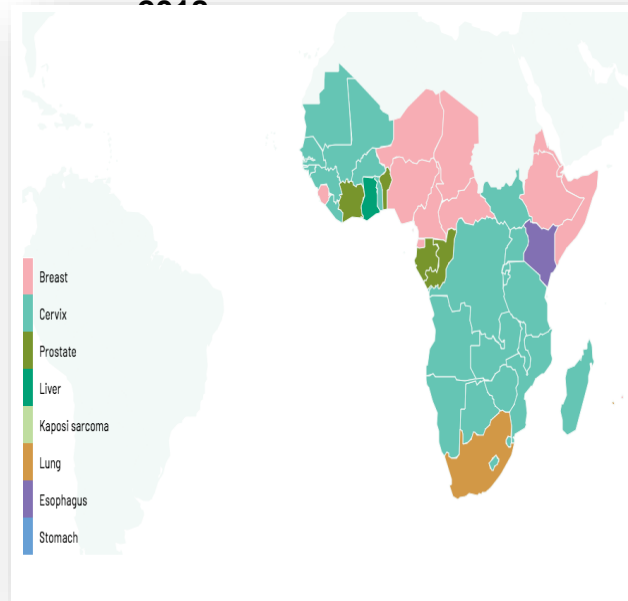 Breast
Cervix
Prostate
Liver
Kaposi sarcoma
Lung
Esophagus
Stomach